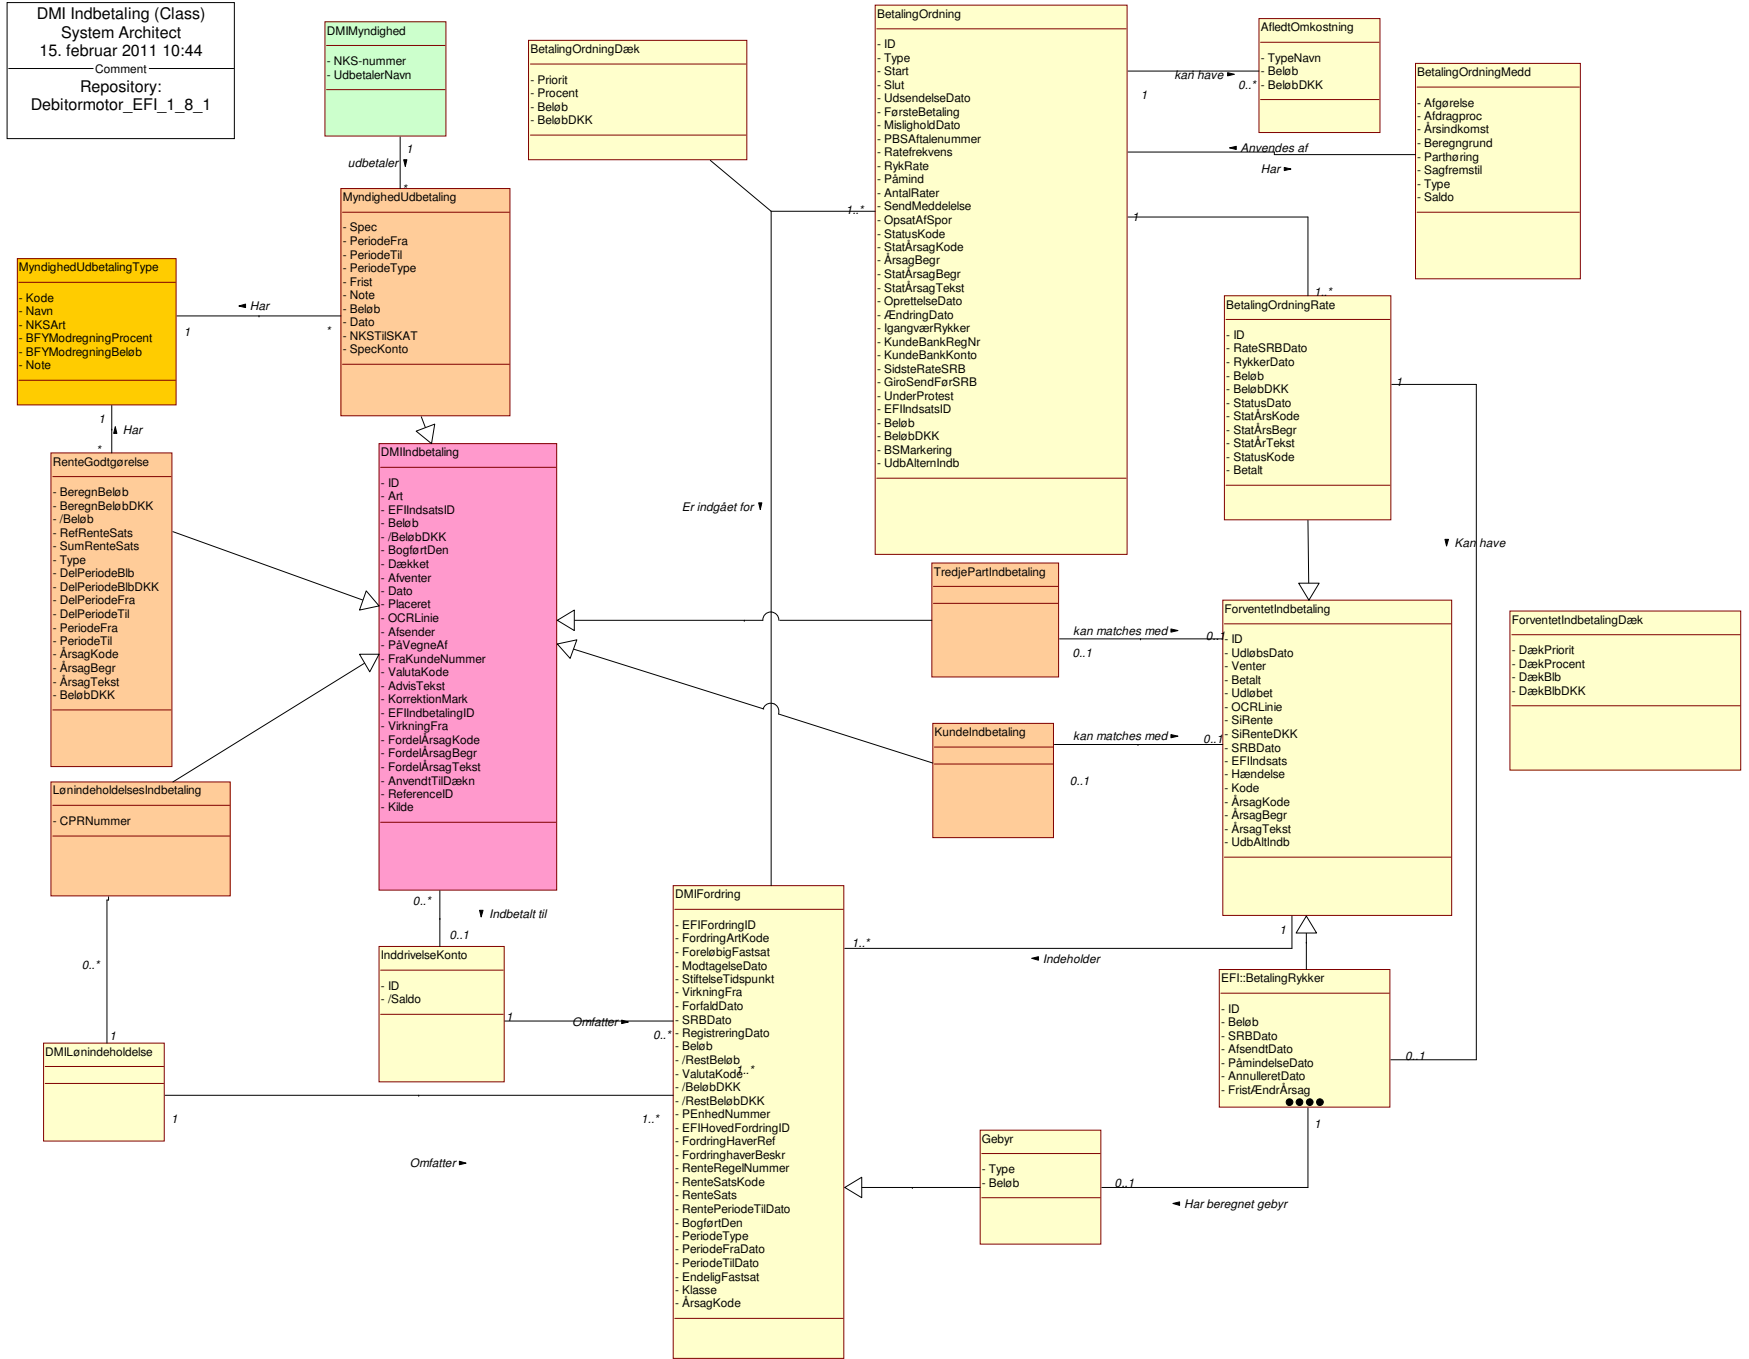 DMI Indbetaling (Class)
System Architect
15. februar 2011 10:44
Comment
Repository:
Debitormotor_EFI_1_8_1
DMIMyndighed
- NKS-nummer
- UdbetalerNavn
1
udbetaler
*
MyndighedUdbetaling
- Spec
- PeriodeFra
- PeriodeTil
- PeriodeType
- Frist
- Note
- Beløb
- Dato
- NKSTilSKAT
- SpecKonto
Har
1
*
MyndighedUdbetalingType
- Kode
- Navn
- NKSArt
- BFYModregningProcent
- BFYModregningBeløb
- Note
1
Har
*
RenteGodtgørelse
- BeregnBeløb
- BeregnBeløbDKK
- /Beløb
- RefRenteSats
- SumRenteSats
- Type
- DelPeriodeBlb
- DelPeriodeBlbDKK
- DelPeriodeFra
- DelPeriodeTil
- PeriodeFra
- PeriodeTil
- ÅrsagKode
- ÅrsagBegr
- ÅrsagTekst
- BeløbDKK
LønindeholdelsesIndbetaling
- CPRNummer
0..*
1
DMILønindeholdelse
1
1..*
Omfatter
DMIIndbetaling
- ID
- Art
- EFIIndsatsID
- Beløb
- /BeløbDKK
- BogførtDen
- Dækket
- Afventer
- Dato
- Placeret
- OCRLinie
- Afsender
- PåVegneAf
- FraKundeNummer
- ValutaKode
- AdvisTekst
- KorrektionMark
- EFIIndbetalingID
- VirkningFra
- FordelÅrsagKode
- FordelÅrsagBegr
- FordelÅrsagTekst
- AnvendtTilDækn
- ReferenceID
- Kilde
0..*
Indbetalt til
0..1
InddrivelseKonto
- ID
- /Saldo
1
Omfatter
0..*
BetalingOrdningDæk
- Priorit
- Procent
- Beløb
- BeløbDKK
1..*
Er indgået for
1..*
BetalingOrdning
- ID
- Type
- Start
- Slut
- UdsendelseDato
- FørsteBetaling
- MisligholdDato
- PBSAftalenummer
- Ratefrekvens
- RykRate
- Påmind
- AntalRater
- SendMeddelelse
- OpsatAfSpor
- StatusKode
- StatÅrsagKode
- ÅrsagBegr
- StatÅrsagBegr
- StatÅrsagTekst
- OprettelseDato
- ÆndringDato
- IgangværRykker
- KundeBankRegNr
- KundeBankKonto
- SidsteRateSRB
- GiroSendFørSRB
- UnderProtest
- EFIIndsatsID
- Beløb
- BeløbDKK
- BSMarkering
- UdbAlternIndb
kan have
1
0..*
AfledtOmkostning
- TypeNavn
- Beløb
- BeløbDKK
Anvendes af
Har
BetalingOrdningMedd
- Afgørelse
- Afdragproc
- Årsindkomst
- Beregngrund
- Parthøring
- Sagfremstil
- Type
- Saldo
1
1..*
BetalingOrdningRate
- ID
- RateSRBDato
- RykkerDato
- Beløb
- BeløbDKK
- StatusDato
- StatÅrsKode
- StatÅrsBegr
- StatÅrTekst
- StatusKode
- Betalt
1
Kan have
0..1
TredjePartIndbetaling
kan matches med
0..1
0..1
KundeIndbetaling
kan matches med
0..1
0..1
ForventetIndbetaling
- ID
- UdløbsDato
- Venter
- Betalt
- Udløbet
- OCRLinie
- SiRente
- SiRenteDKK
- SRBDato
- EFIIndsats
- Hændelse
- Kode
- ÅrsagKode
- ÅrsagBegr
- ÅrsagTekst
- UdbAltIndb
ForventetIndbetalingDæk
- DækPriorit
- DækProcent
- DækBlb
- DækBlbDKK
1
1..*
Indeholder
EFI::BetalingRykker
- ID
- Beløb
- SRBDato
- AfsendtDato
- PåmindelseDato
- AnnulleretDato
- FristÆndrÅrsag
1
0..1
Har beregnet gebyr
Gebyr
- Type
- Beløb
DMIFordring
- EFIFordringID
- FordringArtKode
- ForeløbigFastsat
- ModtagelseDato
- StiftelseTidspunkt
- VirkningFra
- ForfaldDato
- SRBDato
- RegistreringDato
- Beløb
- /RestBeløb
- ValutaKode
- /BeløbDKK
- /RestBeløbDKK
- PEnhedNummer
- EFIHovedFordringID
- FordringHaverRef
- FordringhaverBeskr
- RenteRegelNummer
- RenteSatsKode
- RenteSats
- RentePeriodeTilDato
- BogførtDen
- PeriodeType
- PeriodeFraDato
- PeriodeTilDato
- EndeligFastsat
- Klasse
- ÅrsagKode